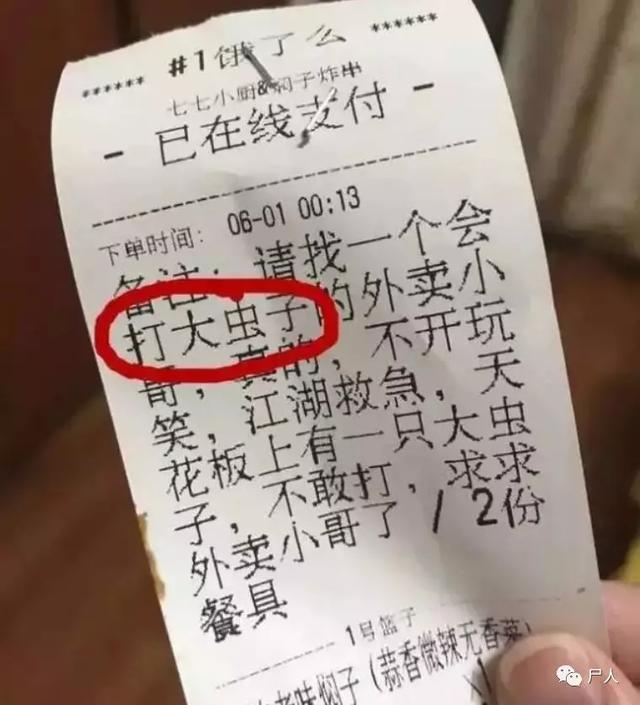 ****** #1饿了么 ******
七七小厨&焖子炸串
- 已在线支付 -
下单时间: 06-01 00:13
备注: 请找一个会
打大虫子的外卖小
哥, 真的, 不开玩
笑, 江湖救急, 天
花板上有一只大虫
子, 不敢打, 求求
外卖小哥了 / 2份
餐具
1号篮子
老味焖子(蒜香微辣无香菜)
尸人